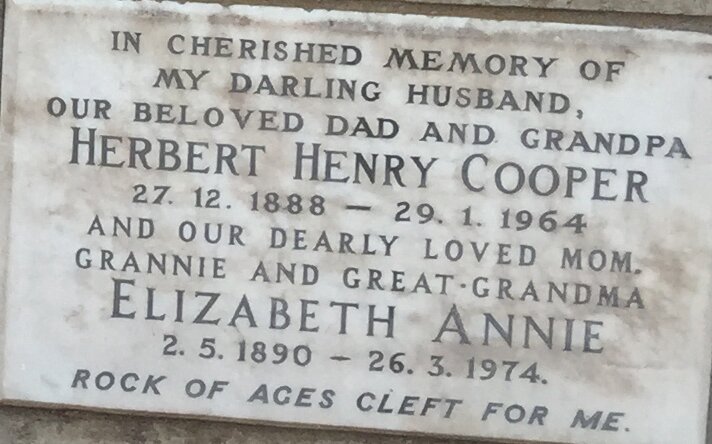 IN CHERISHED MEMORY OF
MY DARLING HUSBAND,
OUR BELOVED DAD AND GRANDPA
HERBERT HENRY COOPER
27. 12. 1888 – 29. 1. 1964
AND OUR DEARLY LOVED MOM.
GRANNIE AND GREAT-GRANDMA
ELIZABETH ANNIE
2. 5. 1890 – 26. 3. 1974.
ROCK OF AGES CLEFT FOR ME.